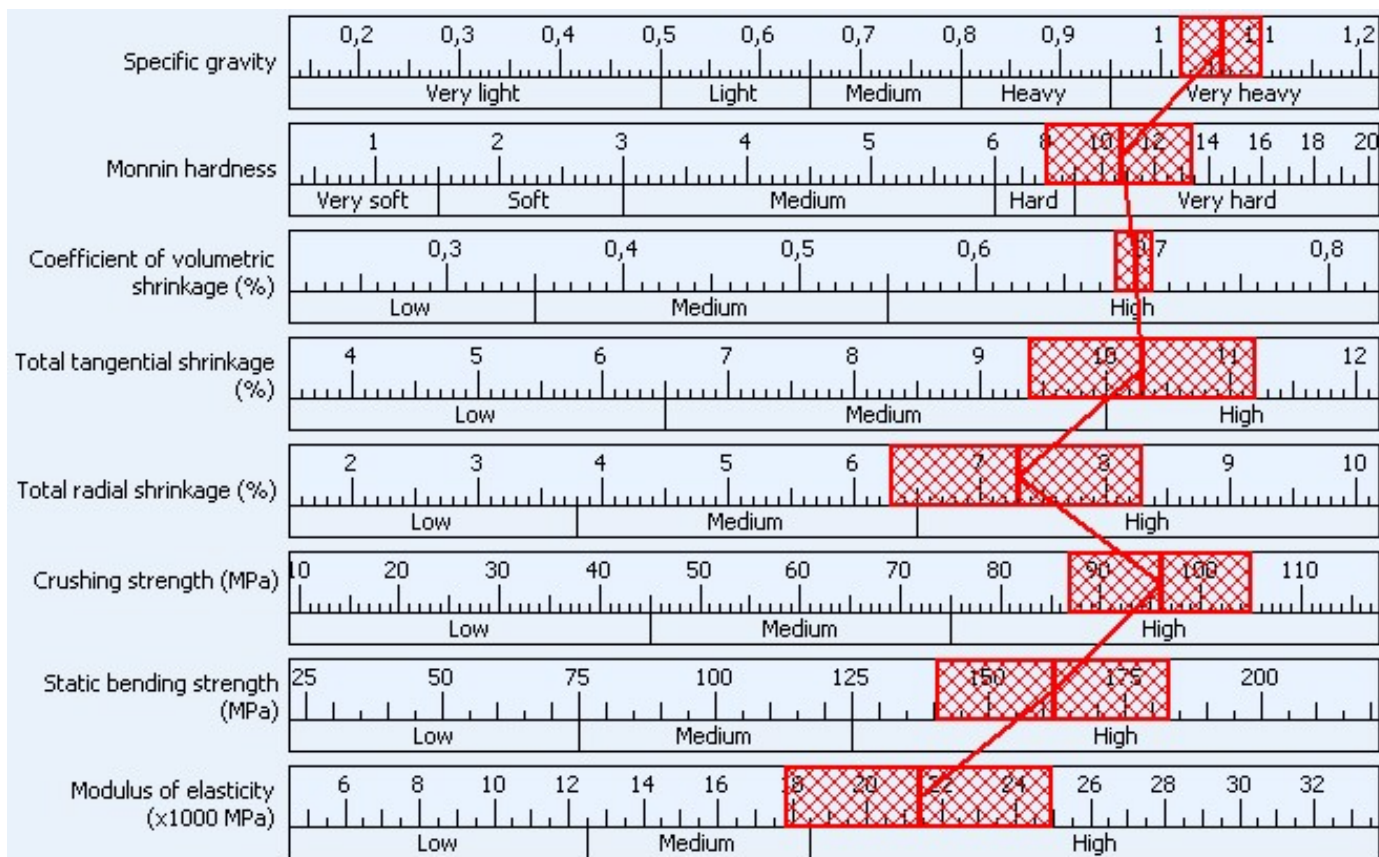 0,2 0,3 0,4 0,5 0,6 0,7 0,8 0,9 1 1,1 1,2
Specific gravity
Very light Light Medium Heavy Very heavy
1 2 3 4 5 6 8 10 12 14 16 18 20
Monnin hardness
Very soft Soft Medium Hard Very hard
0,3 0,4 0,5 0,6 0,7 0,8
Coefficient of volumetric
shrinkage (%)
Low Medium High
4 5 6 7 8 9 10 11 12
Total tangential shrinkage
(%)
Low Medium High
2 3 4 5 6 7 8 9 10
Total radial shrinkage (%)
Low Medium High
10 20 30 40 50 60 70 80 90 100 110
Crushing strength (MPa)
Low Medium High
25 50 75 100 125 150 175 200
Static bending strength
(MPa)
Low Medium High
6 8 10 12 14 16 18 20 22 24 26 28 30 32
Modulus of elasticity
(x1000 MPa)
Low Medium High